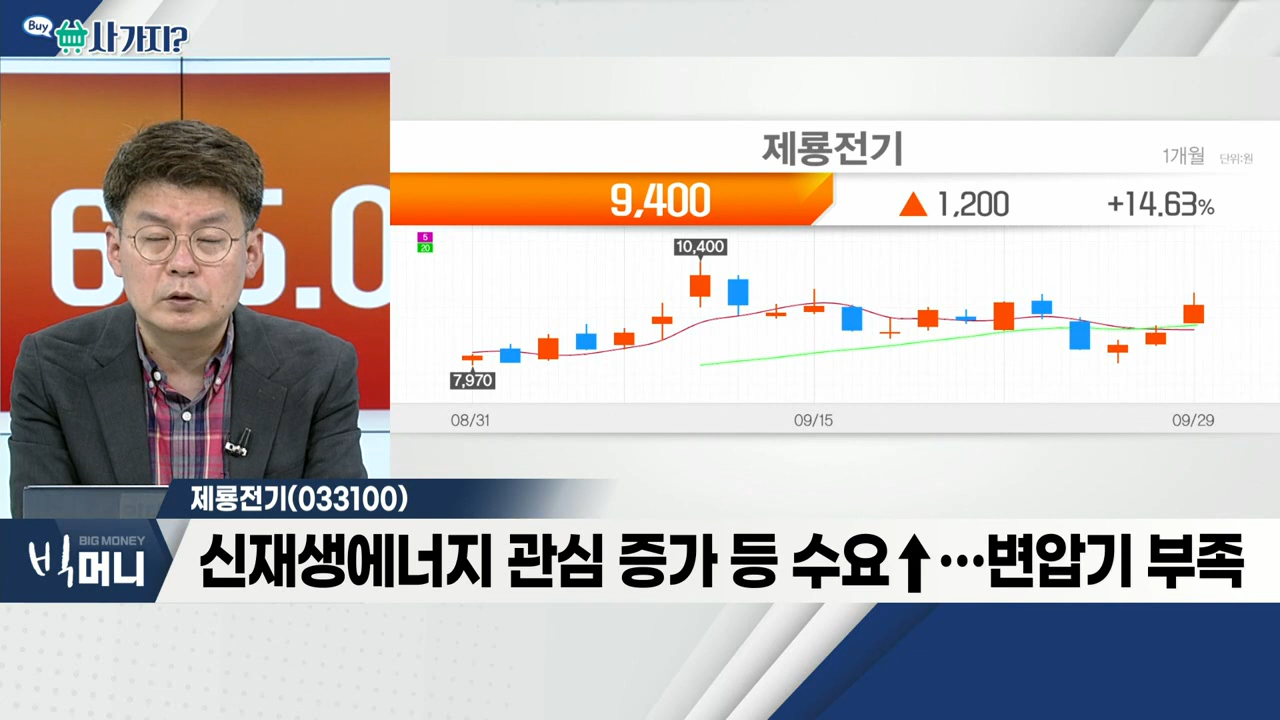 Buy 사가지?
6 5.0
제룡전기
1개월 단위:원
9,400 ▲ 1,200 +14.63%
5
20
10,400
7,970
08/31 09/15 09/29
제룡전기(033100)
BIG MONEY
빅머니
신재생에너지 관심 증가 등 수요↑…변압기 부족